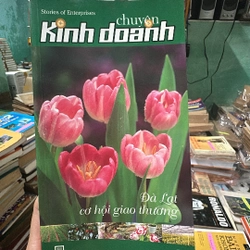 Stories of Enterprises
chuyện
Kinh doanh
Đà Lạt
cơ hội giao thương